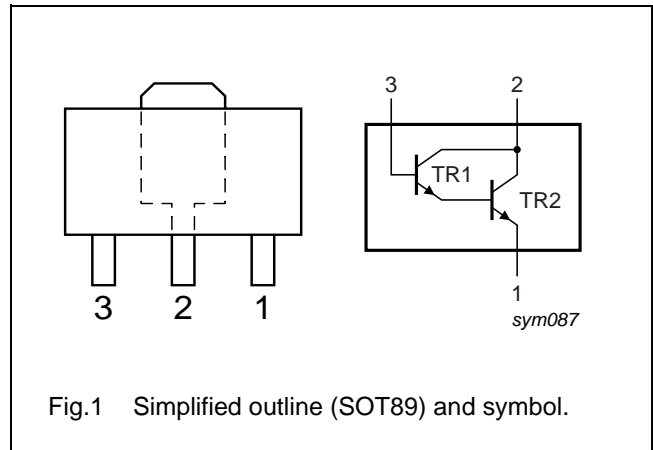 3 2
TR1
TR2
3 2 1
1
sym087
Fig.1 Simplified outline (SOT89) and symbol.